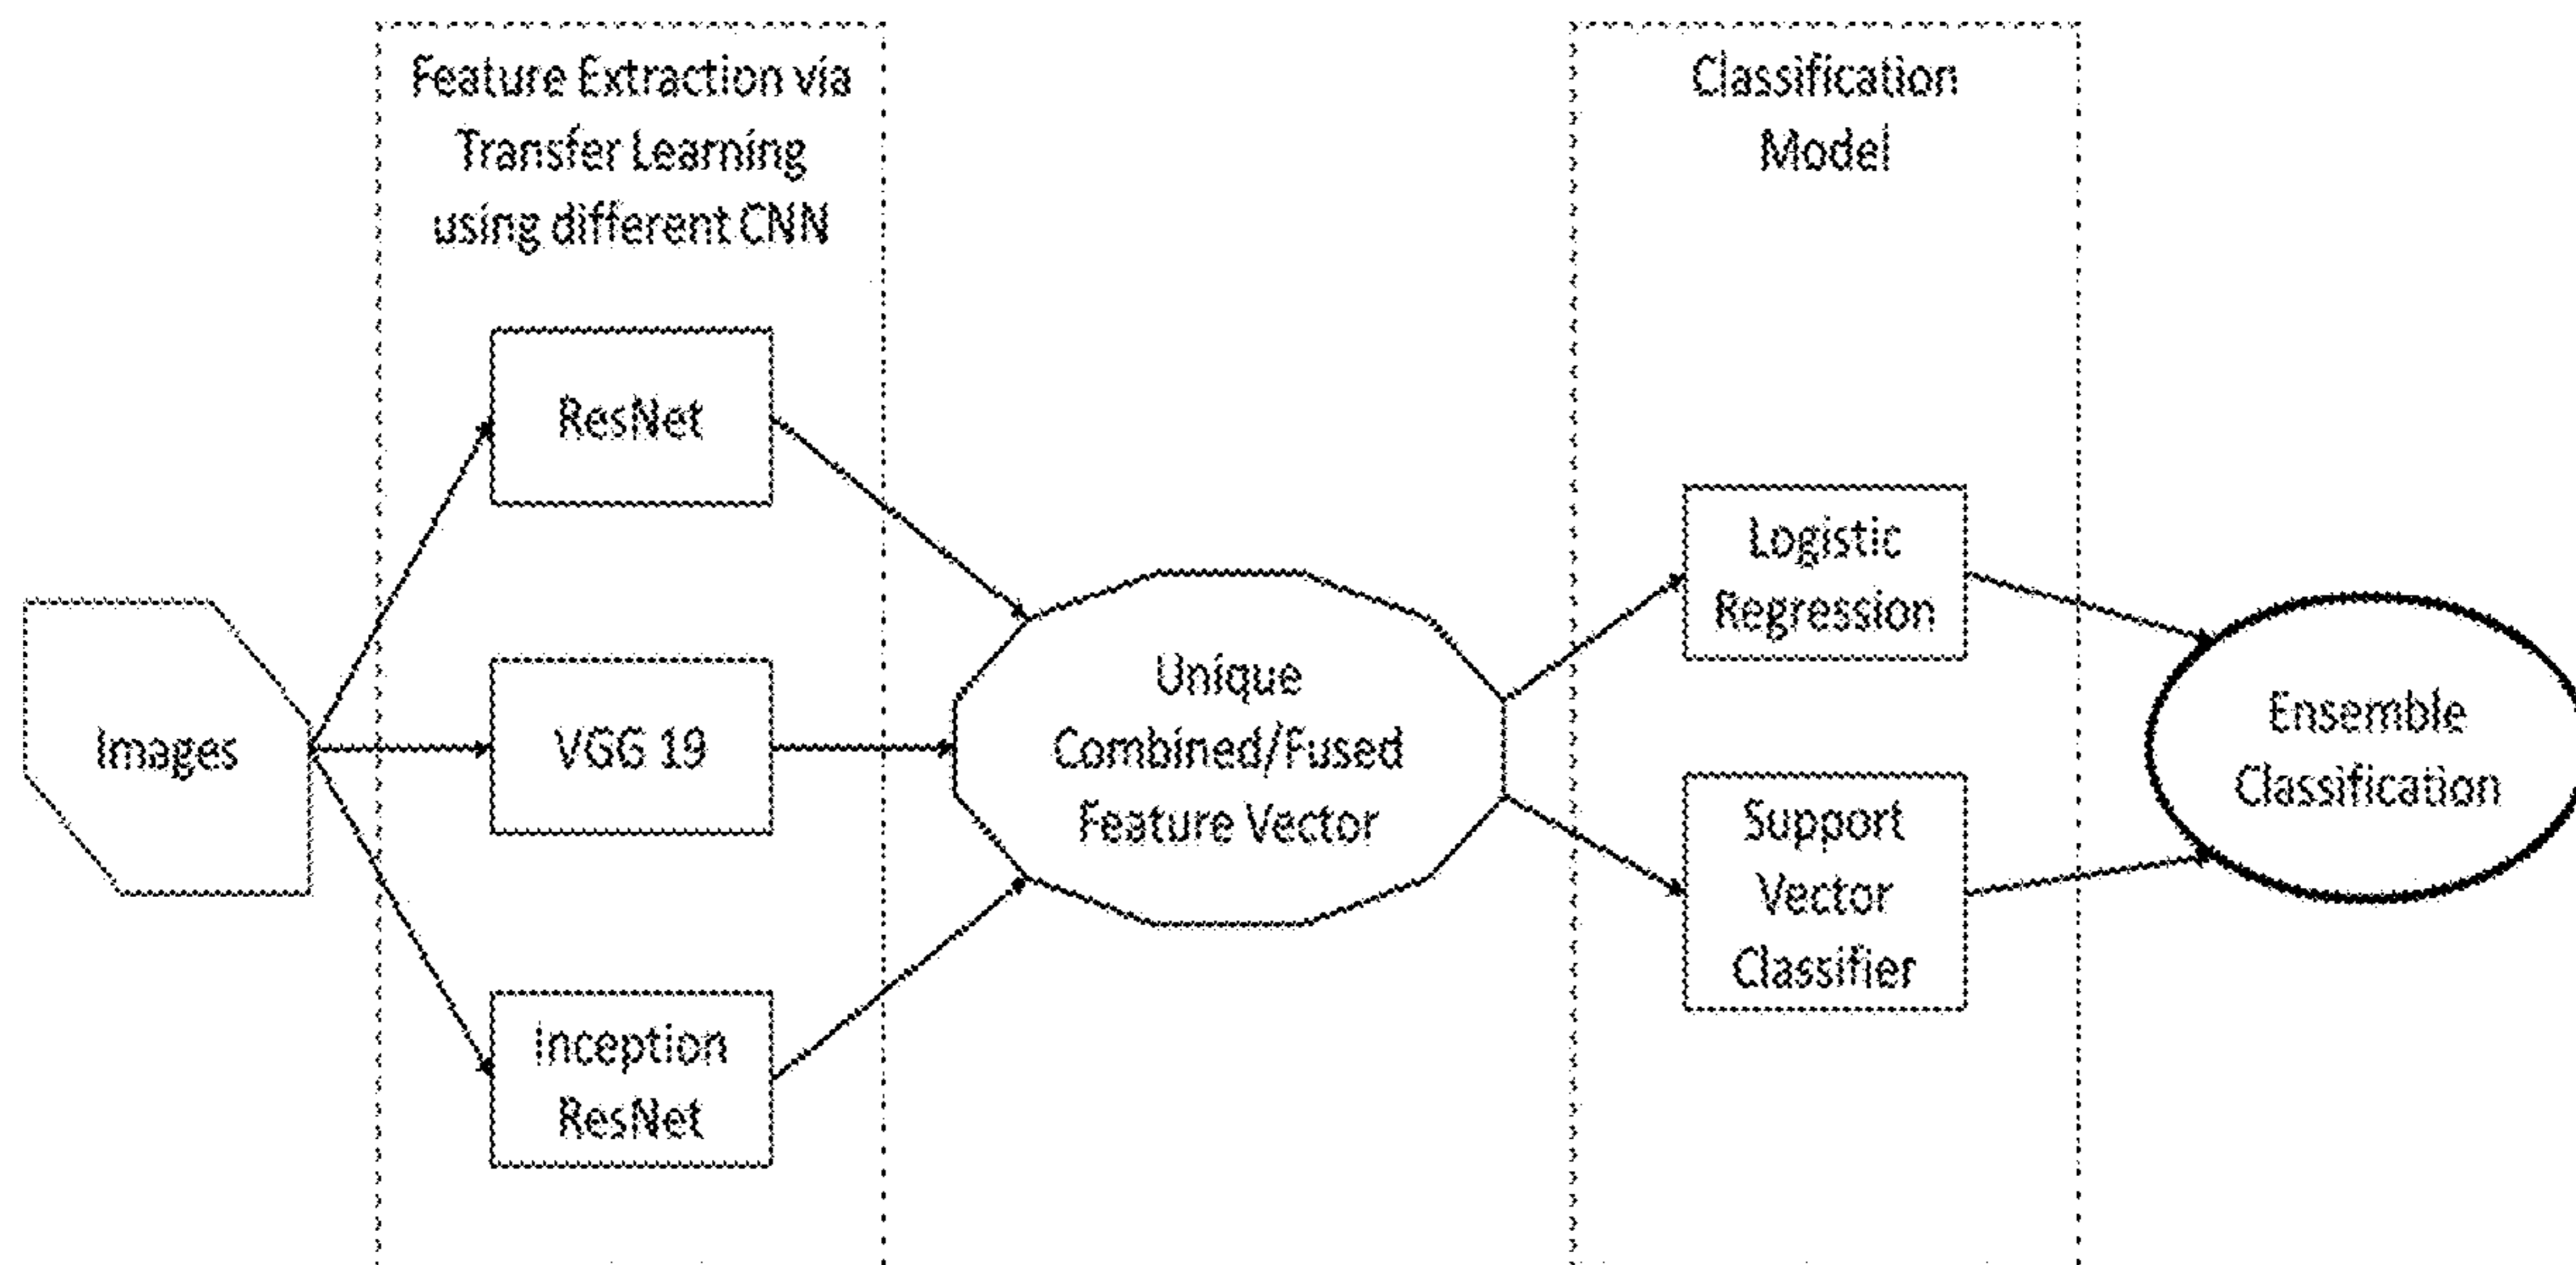 Feature Extraction via
Transfer Learning
using different CNN
Classification
Model
ResNet
Logistic
Regression
Images
VGG 19
Unique
Combined/Fused
Feature Vector
Ensemble
Classification
Support
Vector
Classifier
Inception
ResNet